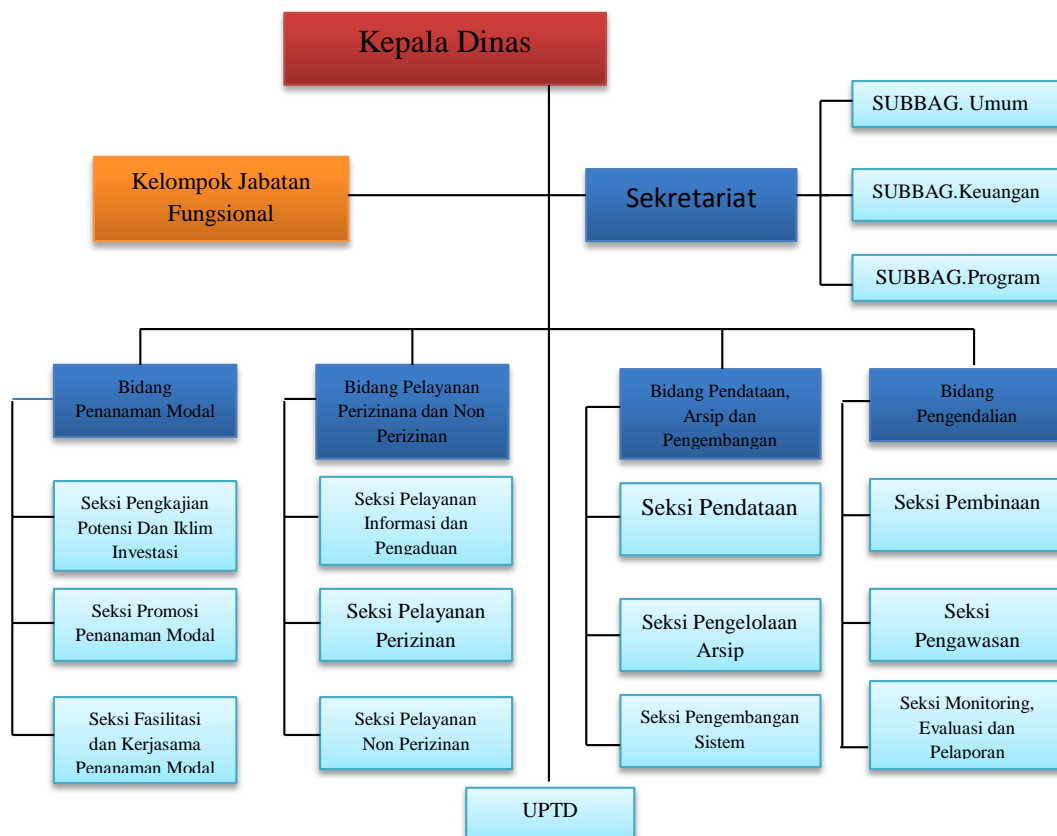 Kepala Dinas
SUBBAG. Umum
Kelompok Jabatan
Fungsional
Sekretariat
SUBBAG.Keuangan
SUBBAG.Program
Bidang
Penanaman Modal
Bidang Pelayanan
Perizinana dan Non
Perizinan
Bidang Pendataan,
Arsip dan
Pengembangan
Bidang
Pengendalian
Seksi Pengkajian
Potensi Dan Iklim
Investasi
Seksi Pelayanan
Informasi dan
Pengaduan
Seksi Pendataan
Seksi Pembinaan
Seksi Promosi
Penanaman Modal
Seksi Pelayanan
Perizinan
Seksi Pengelolaan
Arsip
Seksi
Pengawasan
Seksi Fasilitasi
dan Kerjasama
Penanaman Modal
Seksi Pelayanan
Non Perizinan
Seksi Pengembangan
Sistem
Seksi Monitoring,
Evaluasi dan
Pelaporan
UPTD